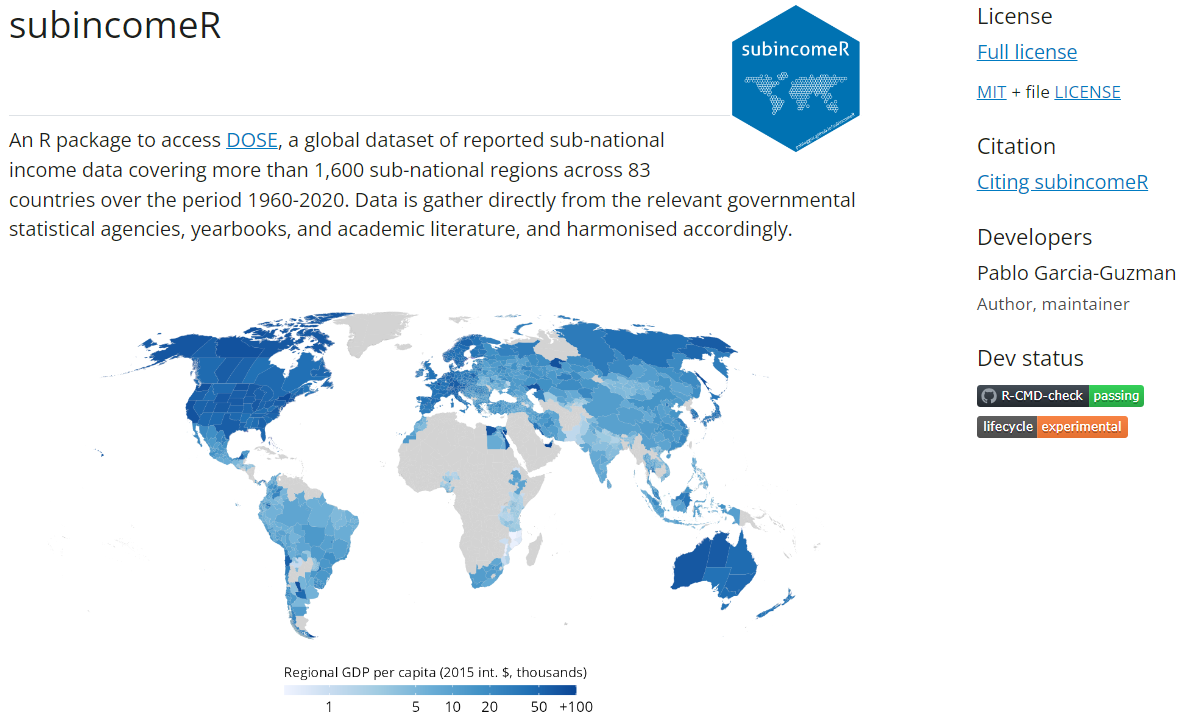 subincomeR
subincomeR
An R package to access DOSE, a global dataset of reported sub-national
income data covering more than 1,600 sub-national regions across 83
countries over the period 1960-2020. Data is gather directly from the relevant governmental
statistical agencies, yearbooks, and academic literature, and harmonised accordingly.
Regional GDP per capita (2015 int. $, thousands)
1 5 10 20 50 +100
License
Full license
MIT + file LICENSE
Citation
Citing subincomeR
Developers
Pablo Garcia-Guzman
Author, maintainer
Dev status
R-CMD-check passing
lifecycle experimental